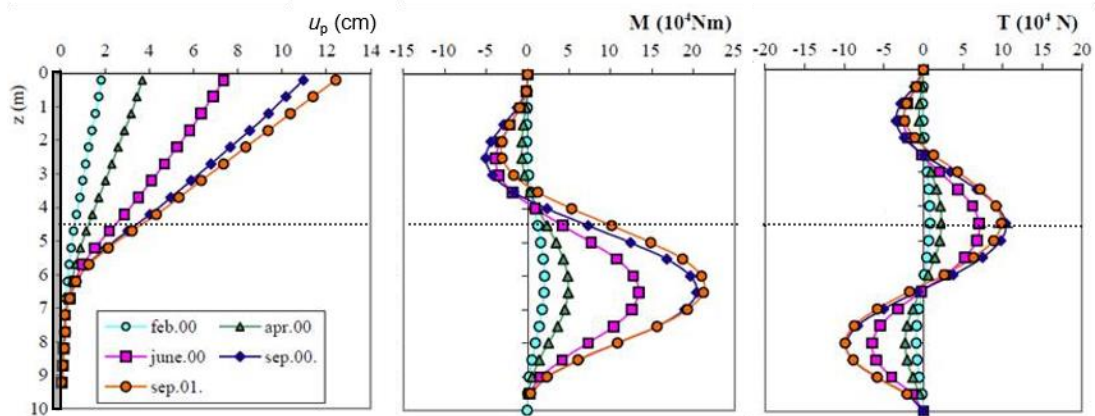 uₚ (cm)
0 2 4 6 8 10 12 14
z (m)
0
1
2
3
4
5
6
7
8
9
10
feb.00 apr.00
june.00 sep.00.
sep.01.
M (10⁴Nm)
-15 -10 -5 0 5 10 15 20 25
T (10⁴ N)
-20 -15 -10 -5 0 5 10 15 20